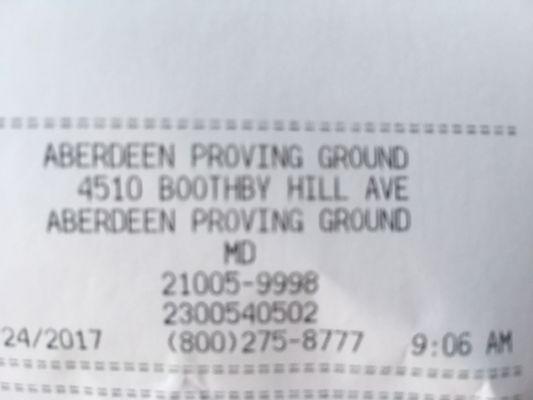 ABERDEEN PROVING GROUND
4510 BOOTHBY HILL AVE
ABERDEEN PROVING GROUND
MD
21005-9998
2300540502
24/2017 (800)275-8777 9:06 AM